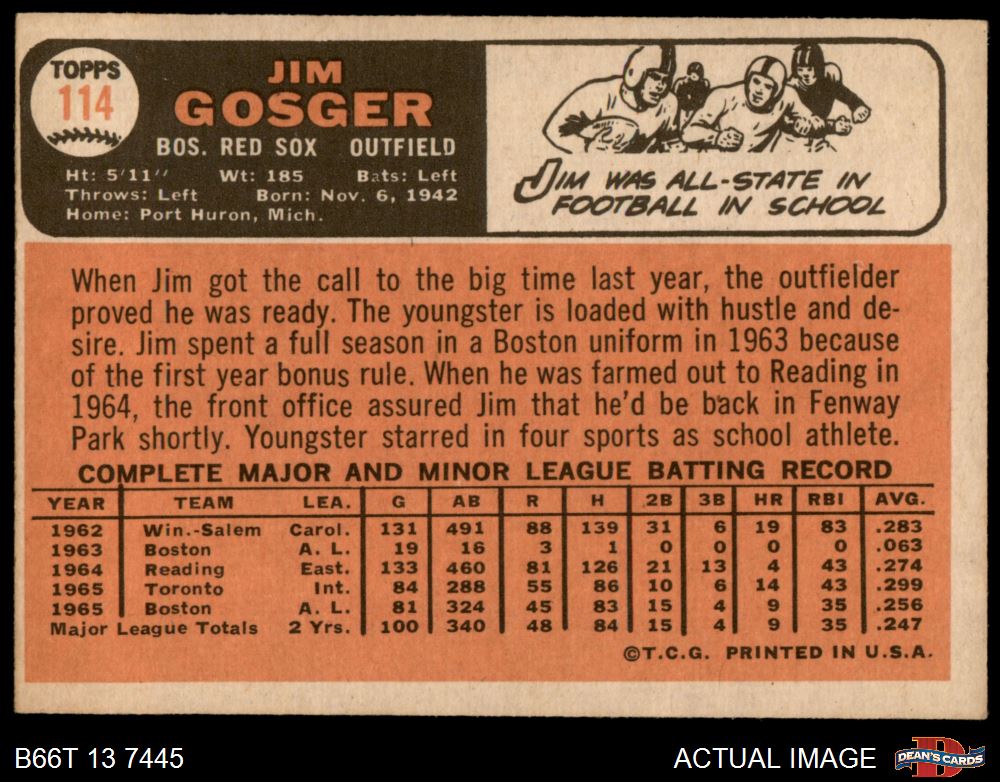 TOPPS
114
JIM
GOSGER
BOS. RED SOX OUTFIELD
Ht: 5'11" Wt: 185 Bats: Left
Throws: Left Born: Nov. 6, 1942
Home: Port Huron, Mich.
JIM WAS ALL-STATE IN
FOOTBALL IN SCHOOL
When Jim got the call to the big time last year, the outfielder
proved he was ready. The youngster is loaded with hustle and de-
sire. Jim spent a full season in a Boston uniform in 1963 because
of the first year bonus rule. When he was farmed out to Reading in
1964, the front office assured Jim that he'd be back in Fenway
Park shortly. Youngster starred in four sports as school athlete.
COMPLETE MAJOR AND MINOR LEAGUE BATTING RECORD
YEAR TEAM LEA. G AB R H 2B 3B HR RBI AVG.
1962 Win.-Salem Carol. 131 491 88 139 31 6 19 83 .283
1963 Boston A. L. 19 16 3 1 0 0 0 0 .063
1964 Reading East. 133 460 81 126 21 13 4 43 .274
1965 Toronto Int. 84 288 55 86 10 6 14 43 .299
1965 Boston A. L. 81 324 45 83 15 4 9 35 .256
Major League Totals 2 Yrs. 100 340 48 84 15 4 9 35 .247
©T.C.G. PRINTED IN U.S.A.
B66T 13 7445 ACTUAL IMAGE
D
DEAN'S CARDS